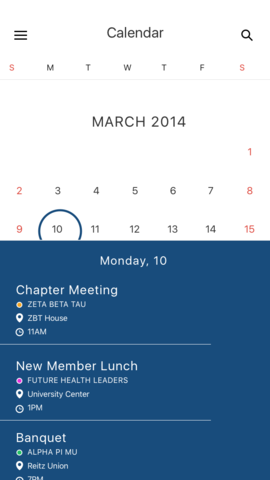 Calendar
S M T W T F S
MARCH 2014
1
2 3 4 5 6 7 8
9 10 11 12 13 14 15
Monday, 10
Chapter Meeting
ZETA BETA TAU
ZBT House
11AM
New Member Lunch
FUTURE HEALTH LEADERS
University Center
1PM
Banquet
ALPHA PI MU
Reitz Union
7PM